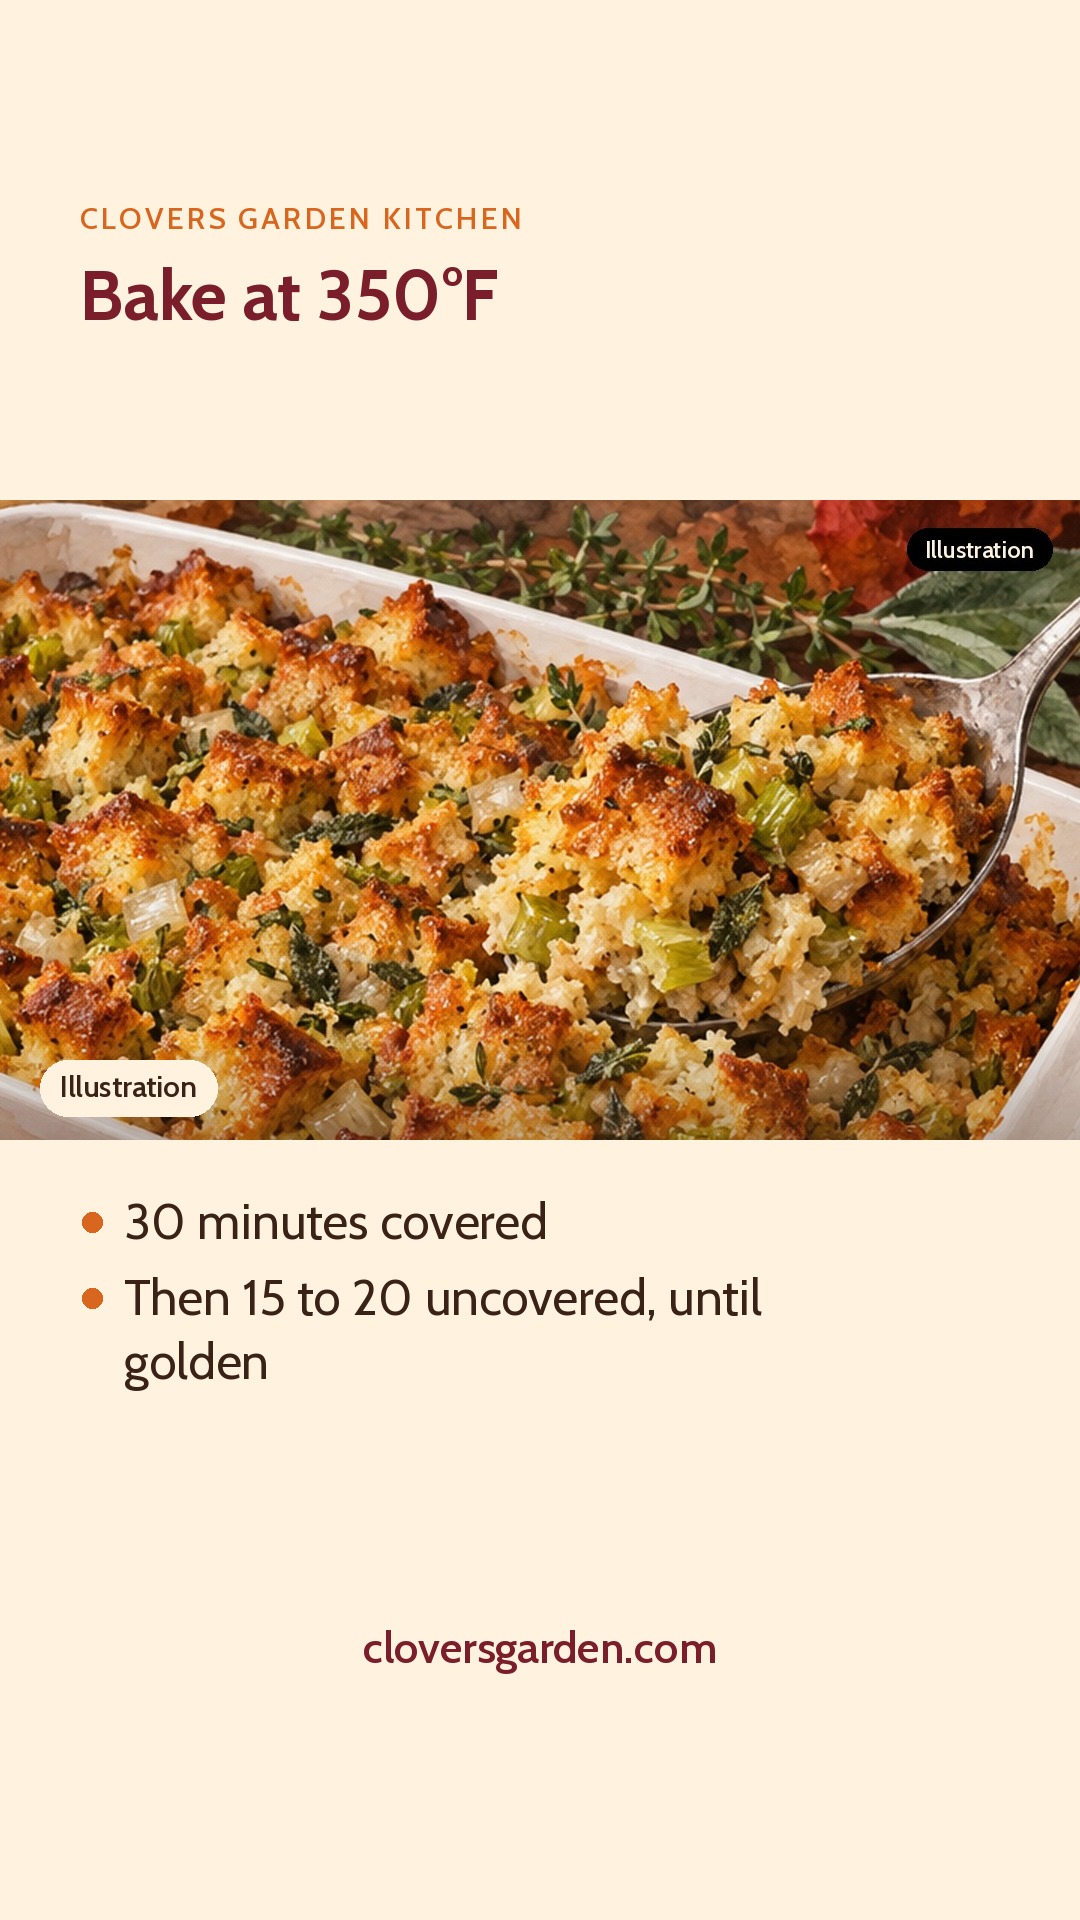 CLOVERS GARDEN KITCHEN
Bake at 350°F
Illustration
Illustration
30 minutes covered
Then 15 to 20 uncovered, until
golden
cloversgarden.com